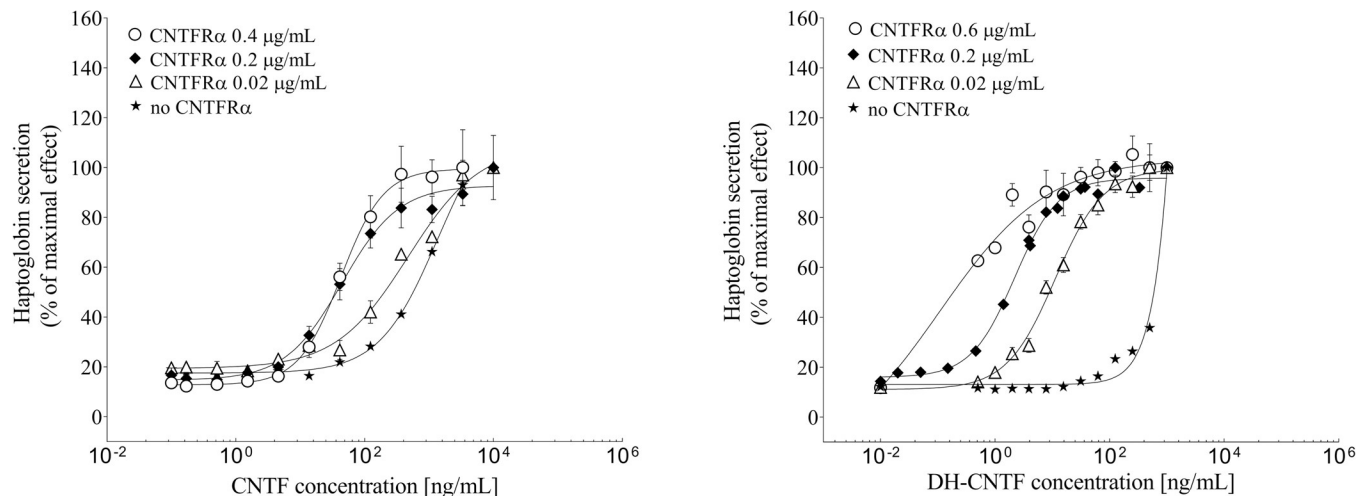 160
140
120
100
80
60
40
20
0
Haptoglobin secretion
(% of maximal effect)
CNTFRα 0.4 μg/mL
CNTFRα 0.2 μg/mL
CNTFRα 0.02 μg/mL
no CNTFRα
10-2 100 102 104 106
CNTF concentration [ng/mL]
160
140
120
100
80
60
40
20
0
Haptoglobin secretion
(% of maximal effect)
CNTFRα 0.6 μg/mL
CNTFRα 0.2 μg/mL
CNTFRα 0.02 μg/mL
no CNTFRα
10-2 100 102 104 106
DH-CNTF concentration [ng/mL]